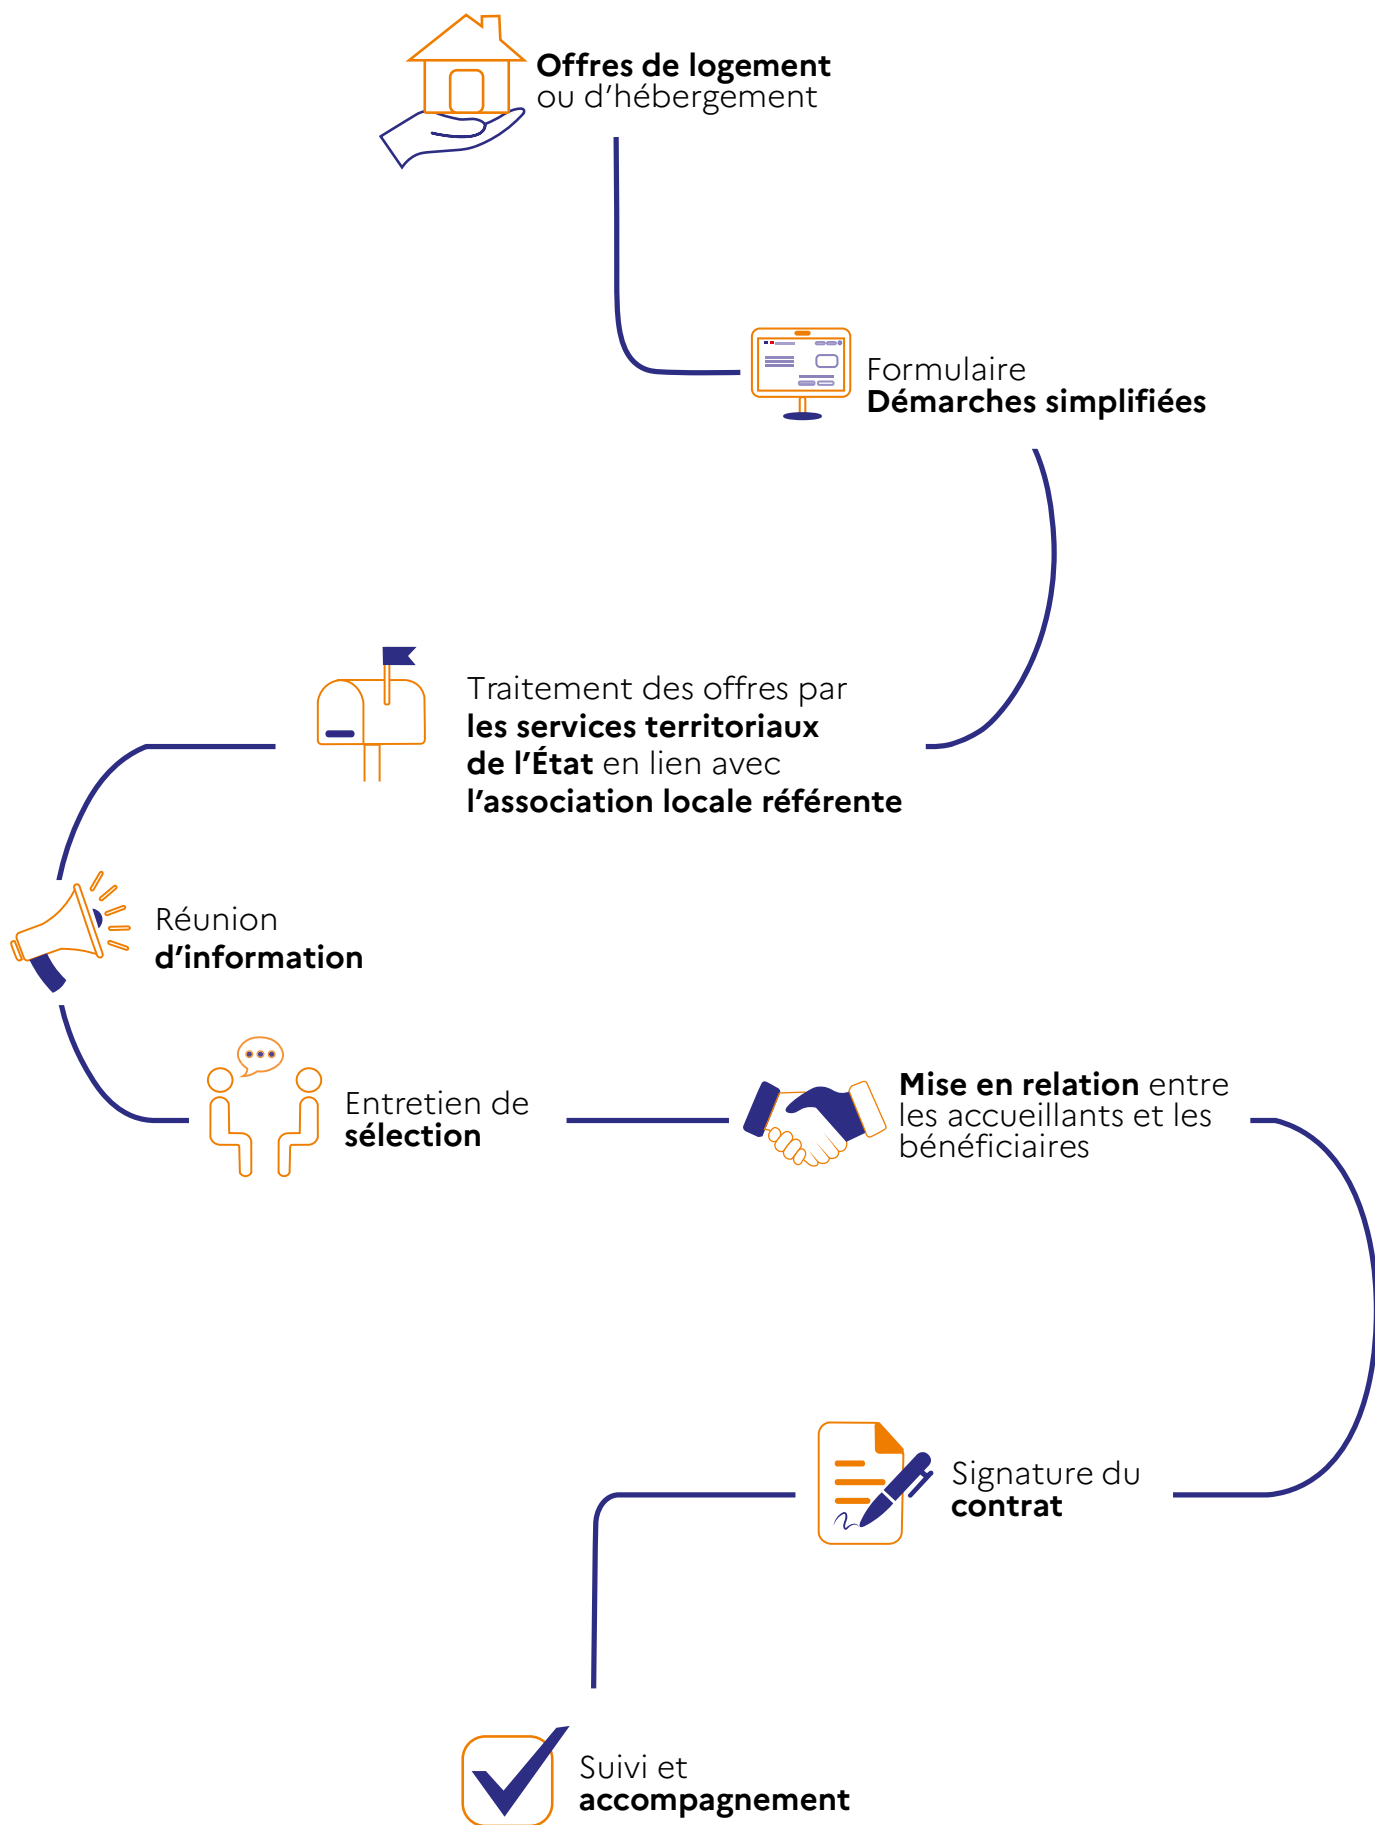 Offres de logement
ou d’hébergement
Formulaire
Démarches simplifiées
Traitement des offres par
les services territoriaux
de l’État en lien avec
l’association locale référente
Réunion
d’information
Entretien de
sélection
Mise en relation entre
les accueillants et les
bénéficiaires
Signature du
contrat
Suivi et
accompagnement